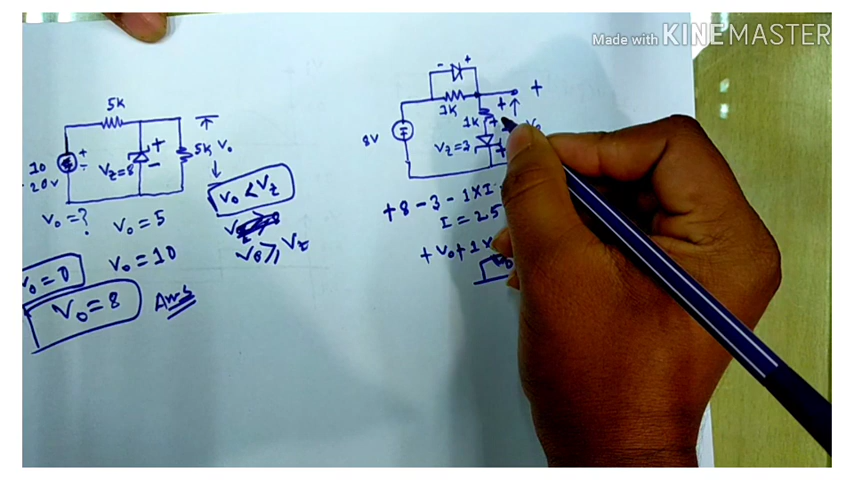 Made with KINEMASTER
5k
10
20V
+
-
Vz=8
+
-
5k V₀
V₀ = ?
V₀ = 5
V₀ = 10
V₀ = 0
V₀ = 8 Ans
V₀ < Vz
V₀ ≥ Vz
- +
1k
+
+
1k +
8V
Vz=3
+
+8 - 3 - 1×I
I = 2.5
+ V₀ + 1×